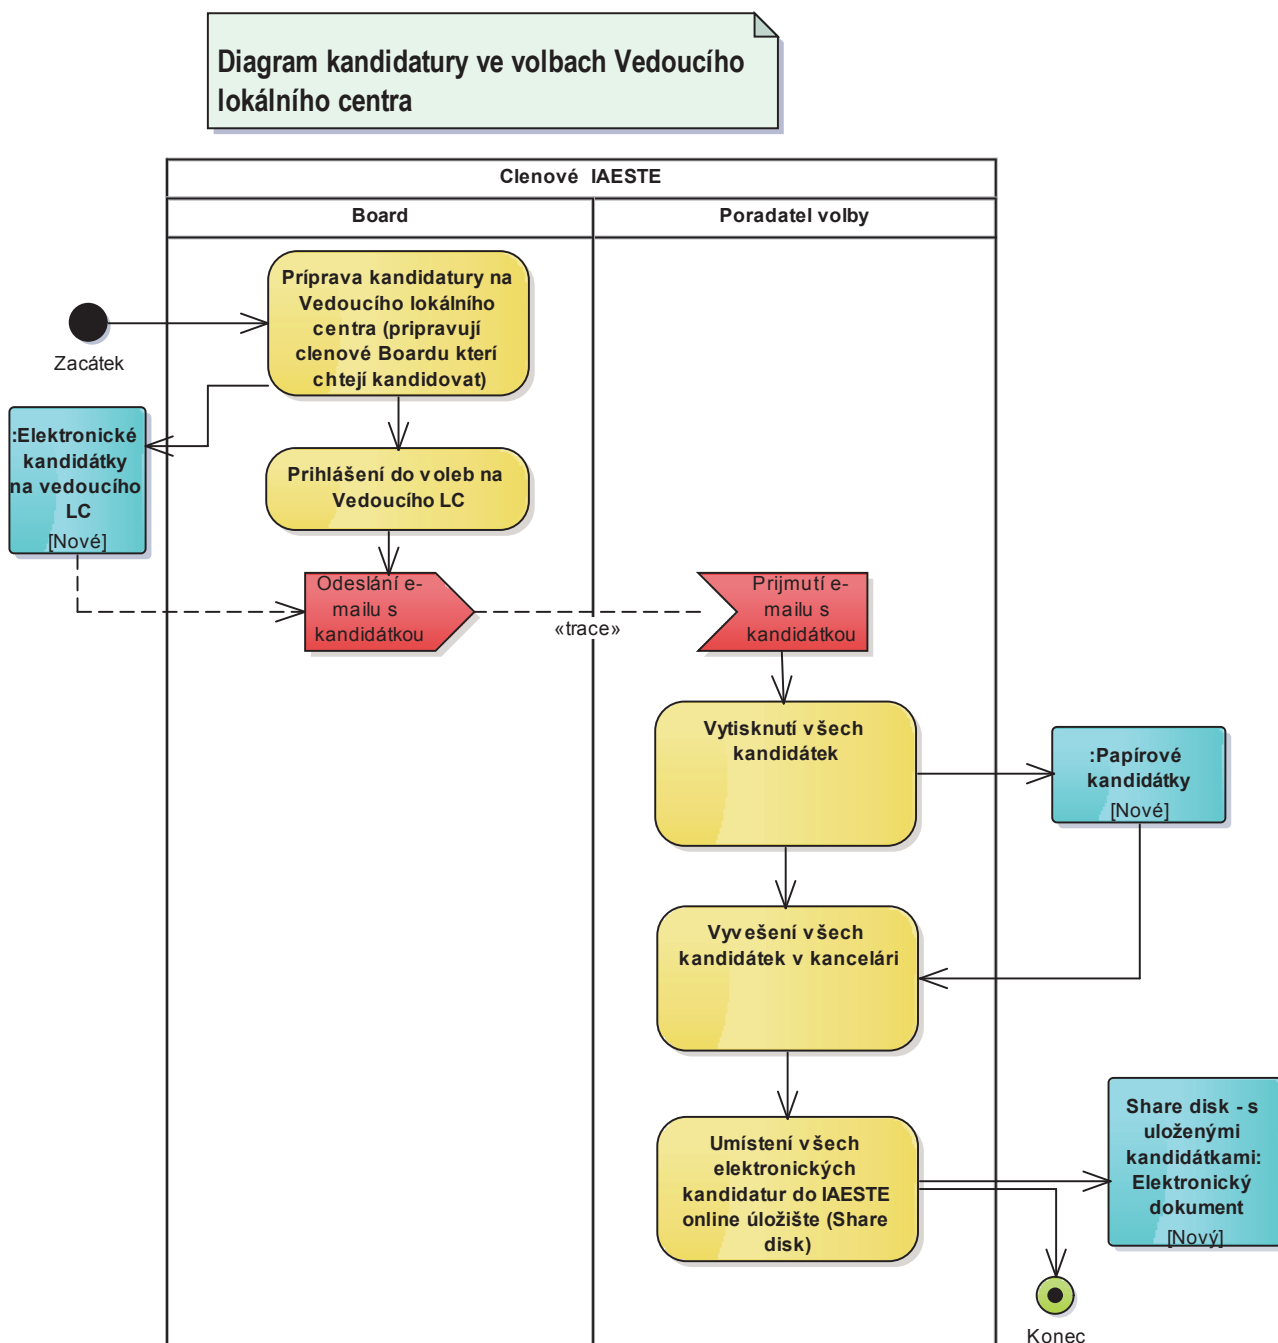 Diagram kandidatury ve volbach Vedoucího
lokálního centra
Clenové IAESTE
Board
Poradatel volby
Príprava kandidatury na
Vedoucího lokálního
centra (pripravují
clenové Boardu kterí
chtejí kandidovat)
Zacátek
:Elektronické
kandidátky
na vedoucího
LC
[Nové]
Prihlášení do voleb na
Vedoucího LC
Odeslání e-
mailu s
kandidátkou
«trace»
Prijmutí e-
mailu s
kandidátkou
Vytisknutí všech
kandidátek
:Papírové
kandidátky
[Nové]
Vyvešení všech
kandidátek v kancelári
Umístení všech
elektronických
kandidatur do IAESTE
online úložište (Share
disk)
Share disk - s
uloženými
kandidátkami:
Elektronický
dokument
[Nový]
Konec